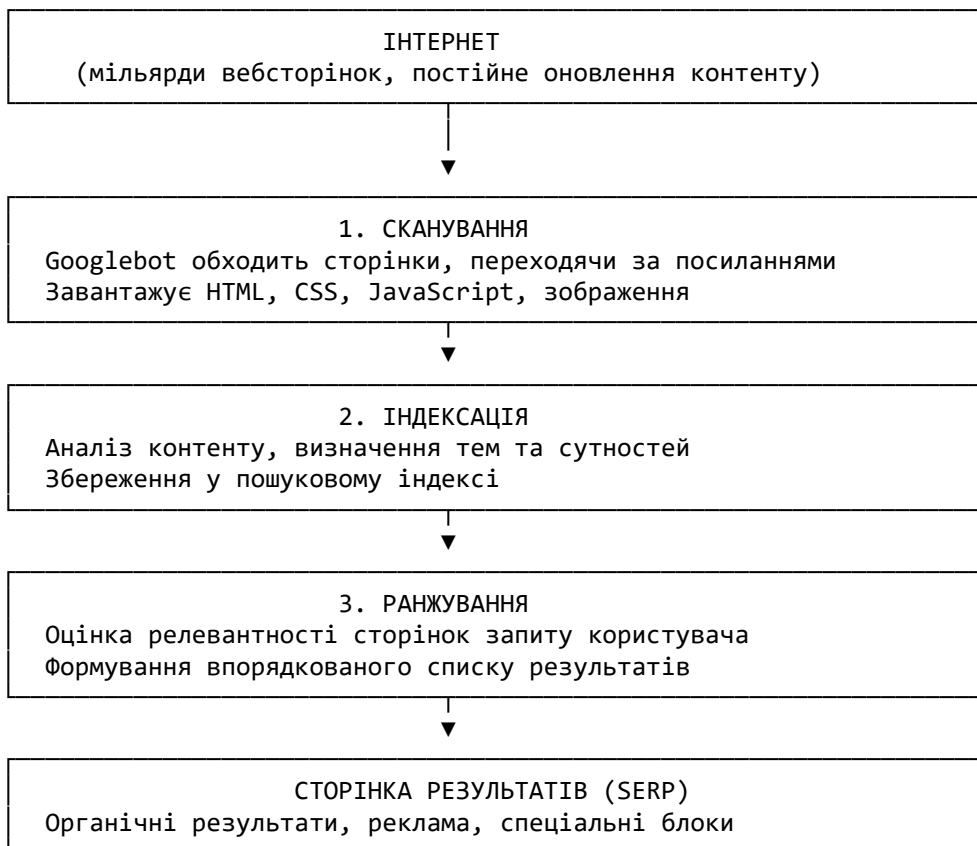 ІНТЕРНЕТ
(мільярди вебсторінок, постійне оновлення контенту)
1. СКАНУВАННЯ
Googlebot обходить сторінки, переходячи за посиланнями
Завантажує HTML, CSS, JavaScript, зображення
2. ІНДЕКСАЦІЯ
Аналіз контенту, визначення тем та сутностей
Збереження у пошуковому індексі
3. РАНЖУВАННЯ
Оцінка релевантності сторінок запиту користувача
Формування впорядкованого списку результатів
СТОРІНКА РЕЗУЛЬТАТІВ (SERP)
Органічні результати, реклама, спеціальні блоки